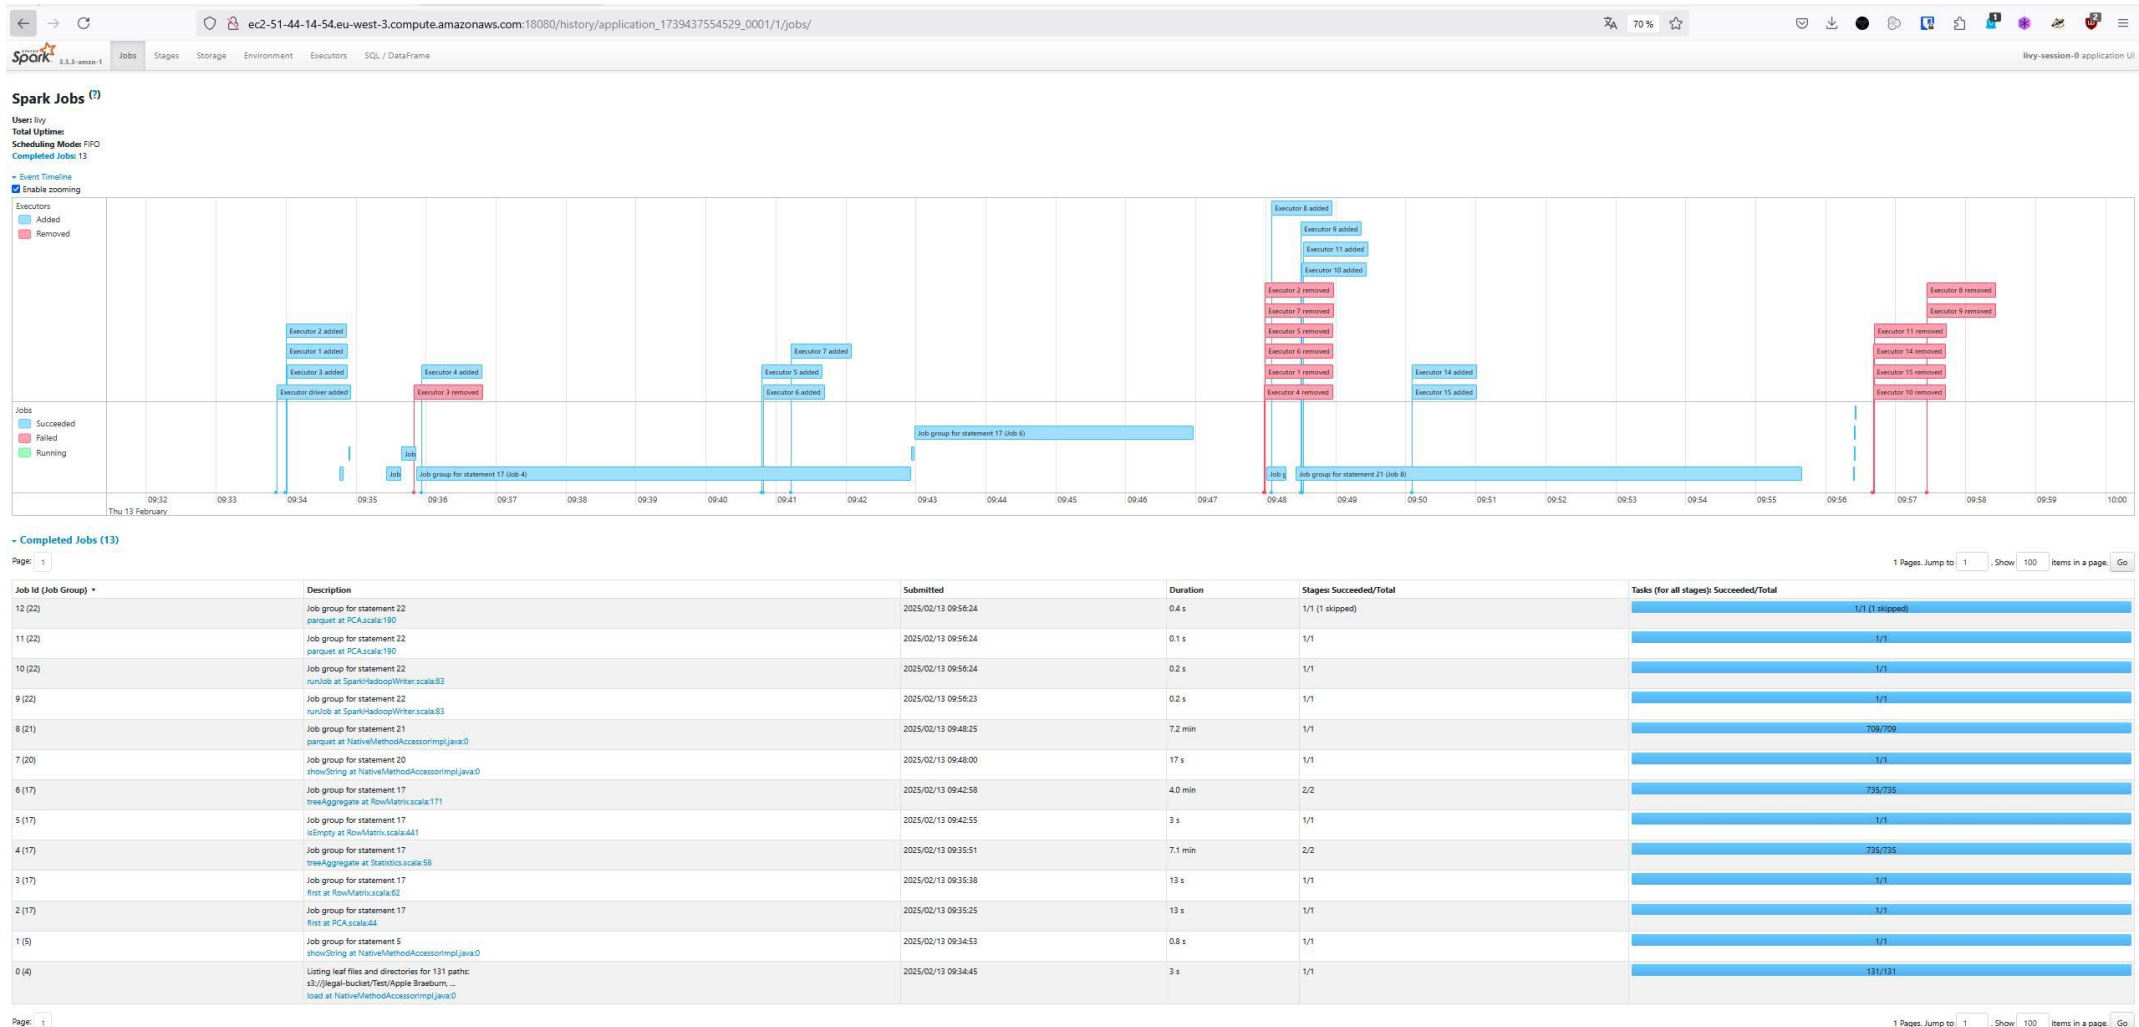 ec2-51-44-14-54.eu-west-3.compute.amazonaws.com:18080/history/application_1739437554529_0001/1/jobs/
70 %
1
2
APACHE Spark 3.5.3-amzn-1 Jobs Stages Storage Environment Executors SQL / DataFrame
livy-session-0 application UI
Spark Jobs (?)
User: livy
Total Uptime:
Scheduling Mode: FIFO
Completed Jobs: 13
Event Timeline
Enable zooming
Executors
Added
Removed
Executor 8 added
Executor 9 added
Executor 11 added
Executor 10 added
Executor 2 removed
Executor 8 removed
Executor 7 removed
Executor 9 removed
Executor 2 added
Executor 5 removed
Executor 11 removed
Executor 1 added
Executor 7 added
Executor 6 removed
Executor 14 removed
Executor 3 added
Executor 4 added
Executor 5 added
Executor 1 removed
Executor 14 added
Executor 15 removed
Executor driver added
Executor 3 removed
Executor 6 added
Executor 4 removed
Executor 15 added
Executor 10 removed
Jobs
Succeeded
Failed
Running
Job group for statement 17 (Job 6)
Job
Job
Job group for statement 17 (Job 4)
Job g
Job group for statement 21 (Job 8)
09:32 09:33 09:34 09:35 09:36 09:37 09:38 09:39 09:40 09:41 09:42 09:43 09:44 09:45 09:46 09:47 09:48 09:49 09:50 09:51 09:52 09:53 09:54 09:55 09:56 09:57 09:58 09:59 10:00
Thu 13 February
Completed Jobs (13)
Page: 1
1 Pages. Jump to 1 . Show 100 items in a page. Go
Job Id (Job Group) ▾ Description Submitted Duration Stages: Succeeded/Total Tasks (for all stages): Succeeded/Total
12 (22) Job group for statement 22 2025/02/13 09:56:24 0.4 s 1/1 (1 skipped) 1/1 (1 skipped)
parquet at PCA.scala:190
11 (22) Job group for statement 22 2025/02/13 09:56:24 0.1 s 1/1 1/1
parquet at PCA.scala:190
10 (22) Job group for statement 22 2025/02/13 09:56:24 0.2 s 1/1 1/1
runJob at SparkHadoopWriter.scala:83
9 (22) Job group for statement 22 2025/02/13 09:56:23 0.2 s 1/1 1/1
runJob at SparkHadoopWriter.scala:83
8 (21) Job group for statement 21 2025/02/13 09:48:25 7.2 min 1/1 709/709
parquet at NativeMethodAccessorImpl.java:0
7 (20) Job group for statement 20 2025/02/13 09:48:00 17 s 1/1 1/1
showString at NativeMethodAccessorImpl.java:0
6 (17) Job group for statement 17 2025/02/13 09:42:58 4.0 min 2/2 735/735
treeAggregate at RowMatrix.scala:171
5 (17) Job group for statement 17 2025/02/13 09:42:55 3 s 1/1 1/1
isEmpty at RowMatrix.scala:441
4 (17) Job group for statement 17 2025/02/13 09:35:51 7.1 min 2/2 735/735
treeAggregate at Statistics.scala:58
3 (17) Job group for statement 17 2025/02/13 09:35:38 13 s 1/1 1/1
first at RowMatrix.scala:62
2 (17) Job group for statement 17 2025/02/13 09:35:25 13 s 1/1 1/1
first at PCA.scala:44
1 (5) Job group for statement 5 2025/02/13 09:34:53 0.8 s 1/1 1/1
showString at NativeMethodAccessorImpl.java:0
0 (4) Listing leaf files and directories for 131 paths: 2025/02/13 09:34:45 3 s 1/1 131/131
s3://jlegal-bucket/Test/Apple Braeburn, ...
load at NativeMethodAccessorImpl.java:0
Page: 1
1 Pages. Jump to 1 . Show 100 items in a page. Go